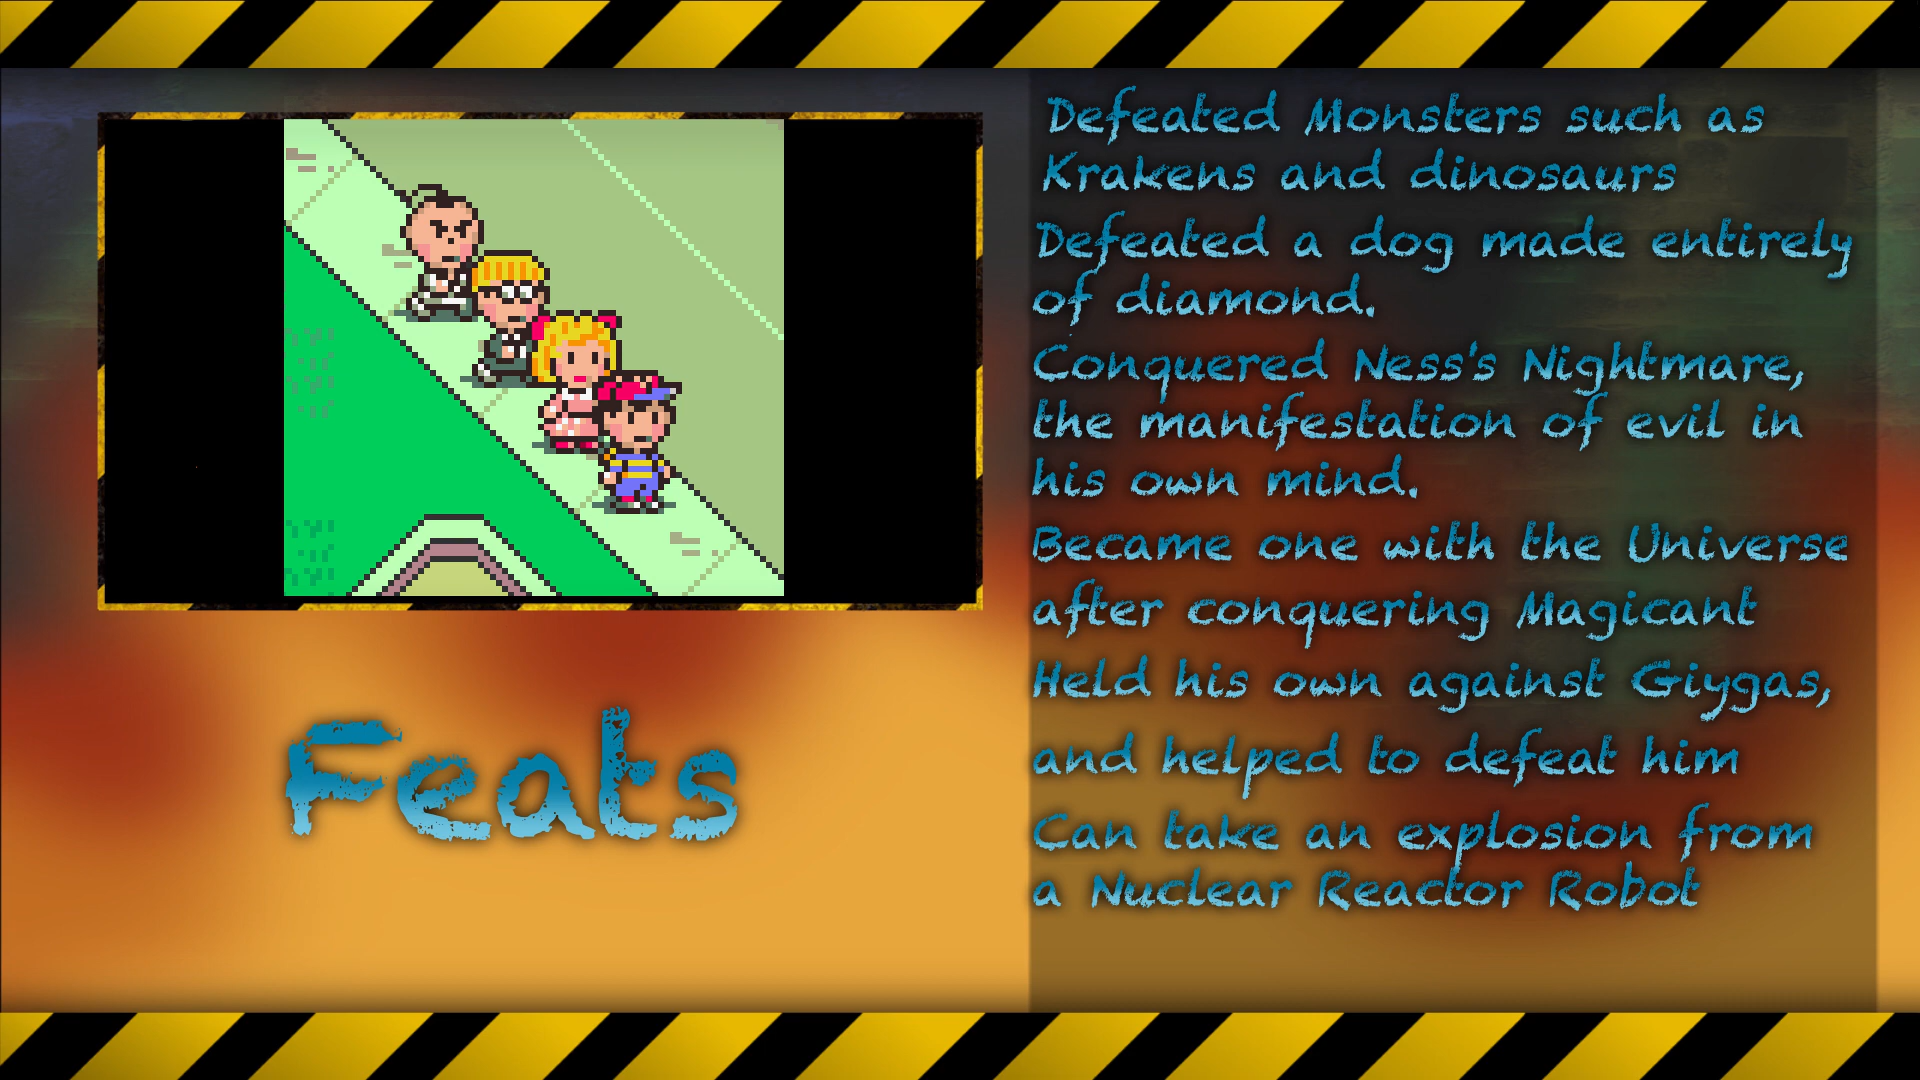 Defeated Monsters such as
Krakens and dinosaurs
Defeated a dog made entirely
of diamond.
Conquered Ness's Nightmare,
the manifestation of evil in
his own mind.
Became one with the Universe
after conquering Magicant
Held his own against Giygas,
and helped to defeat him
Can take an explosion from
a Nuclear Reactor Robot
Feats